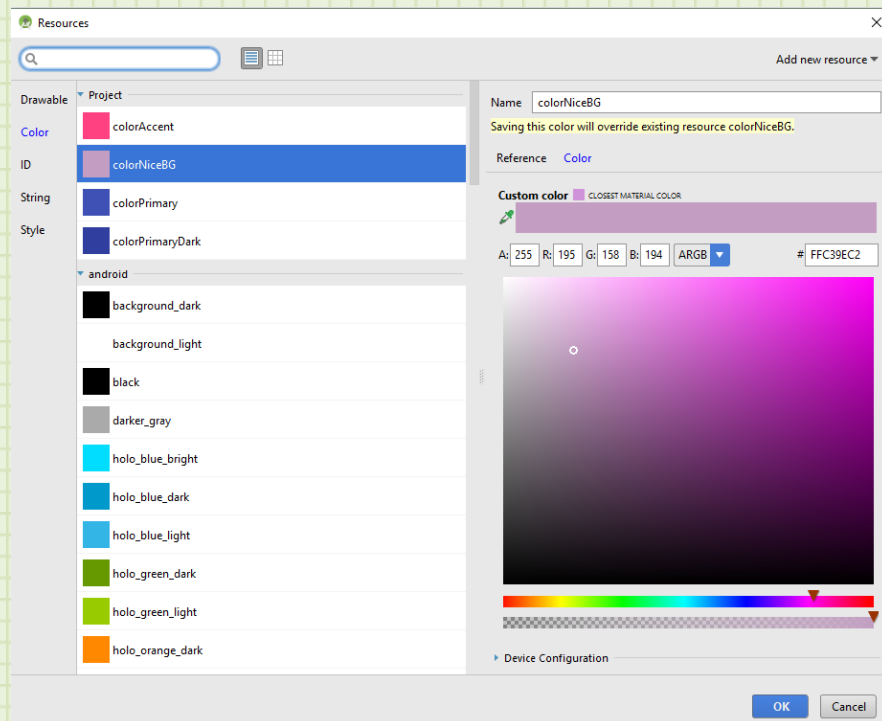 Resources
Add new resource
Drawable
Color
ID
String
Style
Project
colorAccent
colorNiceBG
colorPrimary
colorPrimaryDark
android
background_dark
background_light
black
darker_gray
holo_blue_bright
holo_blue_dark
holo_blue_light
holo_green_dark
holo_green_light
holo_orange_dark
Name colorNiceBG
Saving this color will override existing resource colorNiceBG.
Reference Color
Custom color CLOSEST MATERIAL COLOR
A: 255 R: 195 G: 158 B: 194 ARGB # FFC39EC2
Device Configuration
OK Cancel